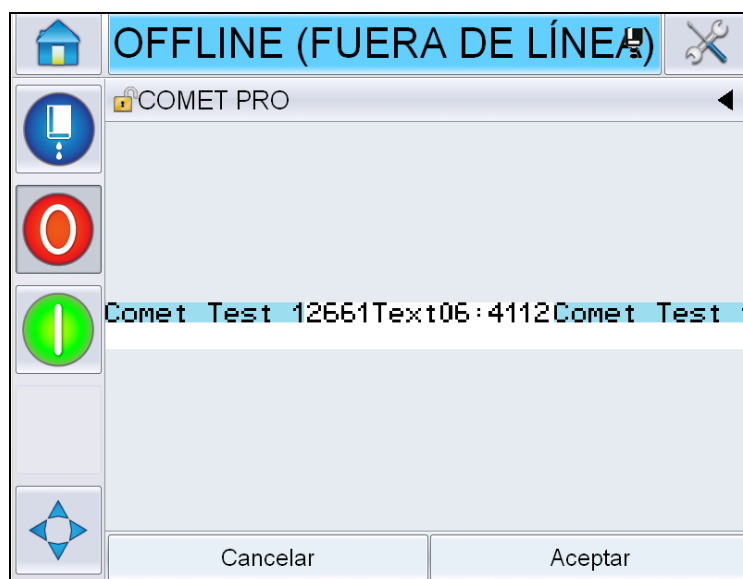 OFFLINE (FUERA DE LÍNEA)
COMET PRO
Comet Test 12661Text06:4112Comet Test
Cancelar
Aceptar